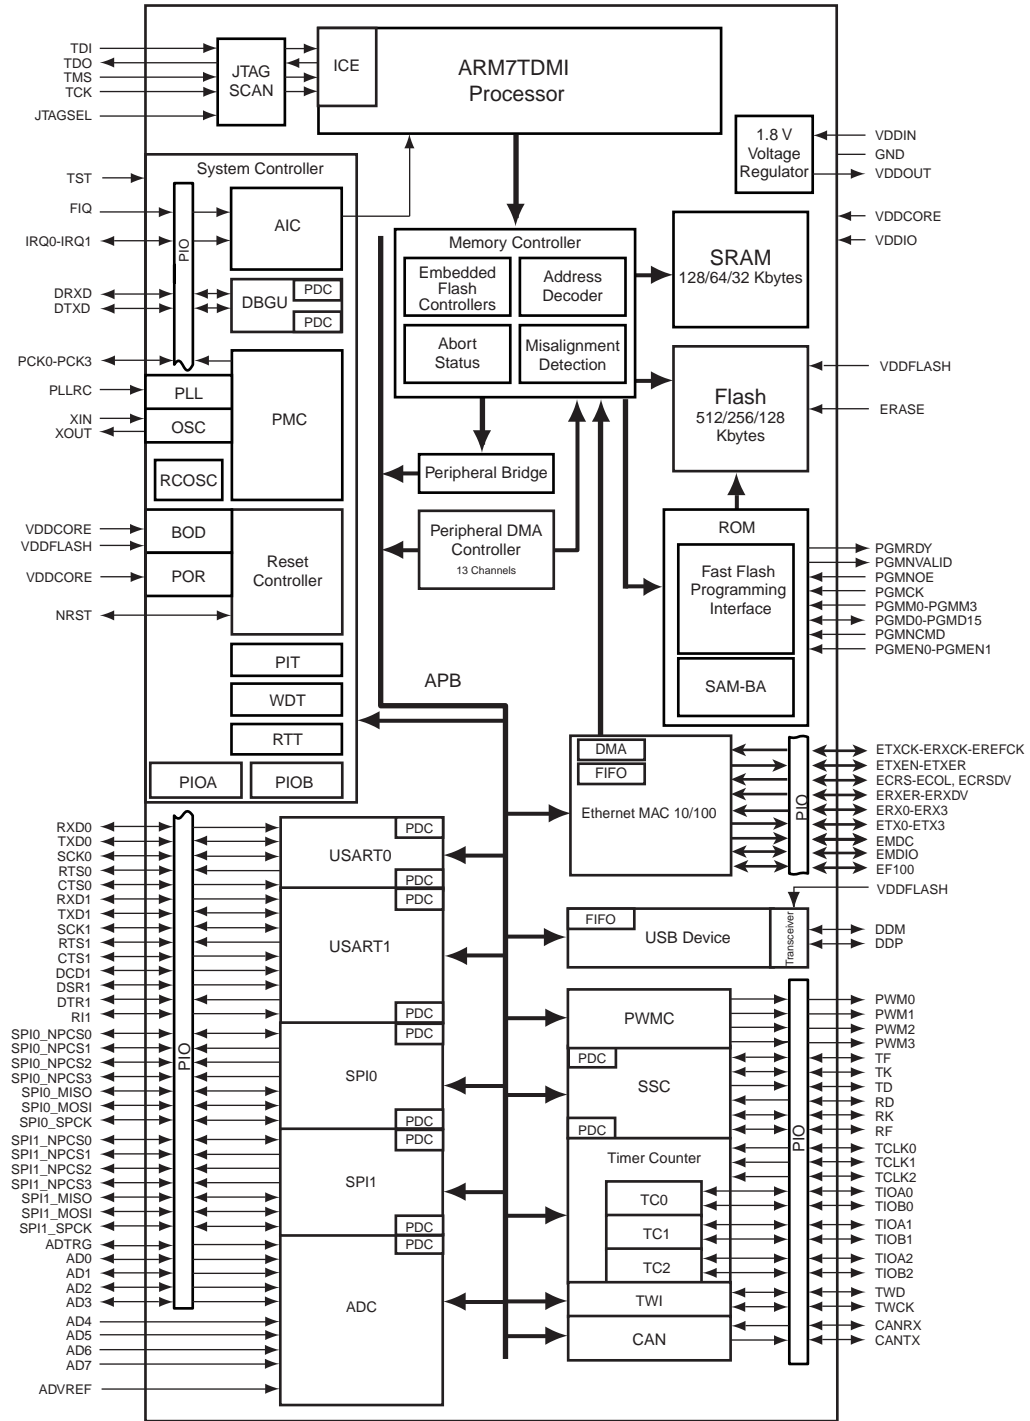 TDI
TDO
TMS
TCK
JTAGSEL
JTAG
SCAN
ICE
ARM7TDMI
Processor
1.8 V
Voltage
Regulator
VDDIN
GND
VDDOUT
VDDCORE
VDDIO
System Controller
TST
FIQ
IRQ0-IRQ1
PIO
AIC
DRXD
DTXD
DBGU
PDC
PDC
PCK0-PCK3
PLLRC
PLL
XIN
XOUT
OSC
PMC
RCOSC
VDDCORE
VDDFLASH
BOD
VDDCORE
POR
Reset
Controller
NRST
PIT
WDT
RTT
PIOA
PIOB
Memory Controller
Embedded
Flash
Controllers
Address
Decoder
Abort
Status
Misalignment
Detection
SRAM
128/64/32 Kbytes
Flash
512/256/128
Kbytes
VDDFLASH
ERASE
Peripheral Bridge
Peripheral DMA
Controller
13 Channels
ROM
Fast Flash
Programming
Interface
SAM-BA
PGMRDY
PGMNVALID
PGMNOE
PGMCK
PGMM0-PGMM3
PGMD0-PGMD15
PGMNCMD
PGMEN0-PGMEN1
APB
DMA
FIFO
Ethernet MAC 10/100
PIO
ETXCK-ERXCK-EREFCK
ETXEN-ETXER
ECRS-ECOL, ECRSDV
ERXER-ERXDV
ERX0-ERX3
ETX0-ETX3
EMDC
EMDIO
EF100
VDDFLASH
FIFO
USB Device
Transceiver
DDM
DDP
RXD0
TXD0
SCK0
RTS0
CTS0
RXD1
TXD1
SCK1
RTS1
CTS1
DCD1
DSR1
DTR1
RI1
SPI0_NPCS0
SPI0_NPCS1
SPI0_NPCS2
SPI0_NPCS3
SPI0_MISO
SPI0_MOSI
SPI0_SPCK
SPI1_NPCS0
SPI1_NPCS1
SPI1_NPCS2
SPI1_NPCS3
SPI1_MISO
SPI1_MOSI
SPI1_SPCK
ADTRG
AD0
AD1
AD2
AD3
AD4
AD5
AD6
AD7
ADVREF
PIO
PDC
USART0
PDC
PDC
USART1
PDC
PDC
SPI0
PDC
PDC
SPI1
PDC
PDC
ADC
PWMC
PDC
SSC
PDC
Timer Counter
TC0
TC1
TC2
TWI
CAN
PIO
PWM0
PWM1
PWM2
PWM3
TF
TK
TD
RD
RK
RF
TCLK0
TCLK1
TCLK2
TIOA0
TIOB0
TIOA1
TIOB1
TIOA2
TIOB2
TWD
TWCK
CANRX
CANTX